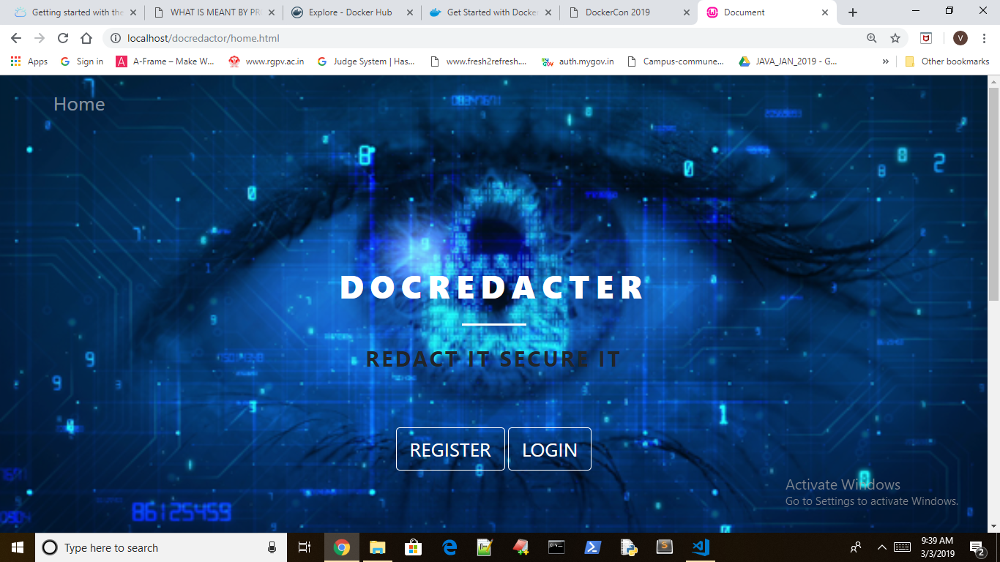 Getting started with the
WHAT IS MEANT BY PR
Explore - Docker Hub
Get Started with Docker
DockerCon 2019
Document
localhost/docredactor/home.html
V
Apps
Sign in
A-Frame – Make W...
www.rgpv.ac.in
Judge System | Has...
www.fresh2refresh....
auth.mygov.in
Campus-commune...
JAVA_JAN_2019 - G...
»
Other bookmarks
Home
DOCREDACTER
REDACT IT SECURE IT
REGISTER
LOGIN
86125459
Activate Windows
Go to Settings to activate Windows.
Type here to search
9:39 AM
3/3/2019
2